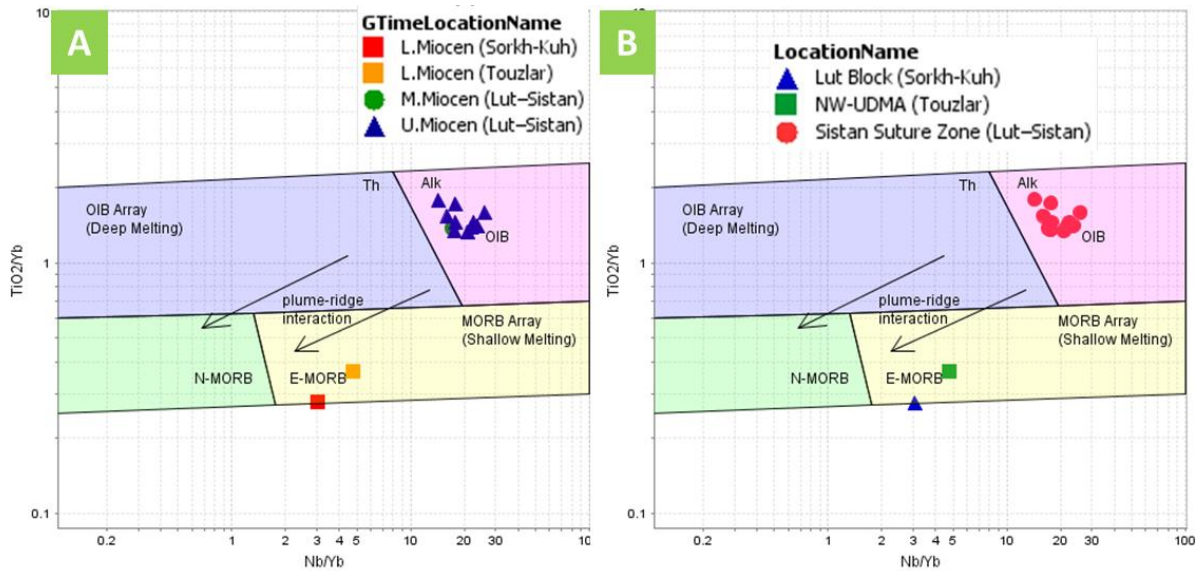 A
GTimeLocationName
L.Miocen (Sorkh-Kuh)
L.Miocen (Touzlar)
M.Miocen (Lut–Sistan)
U.Miocen (Lut–Sistan)
10
1
0.1
TiO2/Yb
Th
Alk
OIB Array
(Deep Melting)
OIB
plume-ridge
interaction
MORB Array
(Shallow Melting)
N-MORB
E-MORB
0.2
1
2
3
4
5
10
20
30
100
Nb/Yb
B
LocationName
Lut Block (Sorkh-Kuh)
NW-UDMA (Touzlar)
Sistan Suture Zone (Lut–Sistan)
10
1
0.1
TiO2/Yb
Th
Alk
OIB Array
(Deep Melting)
OIB
plume-ridge
interaction
MORB Array
(Shallow Melting)
N-MORB
E-MORB
0.2
1
2
3
4
5
10
20
30
100
Nb/Yb